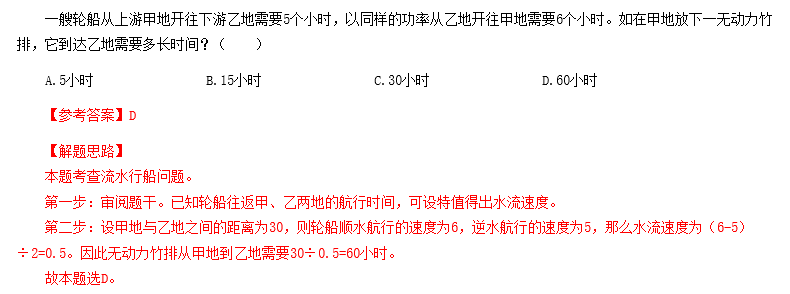 一艘轮船从上游甲地开往下游乙地需要5个小时，以同样的功率从乙地开往甲地需要6个小时。如在甲地放下一无动力竹
排，它到达乙地需要多长时间？（　　）
A.5小时 B.15小时 C.30小时 D.60小时
【参考答案】D
【解题思路】
本题考查流水行船问题。
第一步：审阅题干。已知轮船往返甲、乙两地的航行时间，可设特值得出水流速度。
第二步：设甲地与乙地之间的距离为30，则轮船顺水航行的速度为6，逆水航行的速度为5，那么水流速度为（6-5）
÷2=0.5。因此无动力竹排从甲地到乙地需要30÷0.5=60小时。
故本题选D。